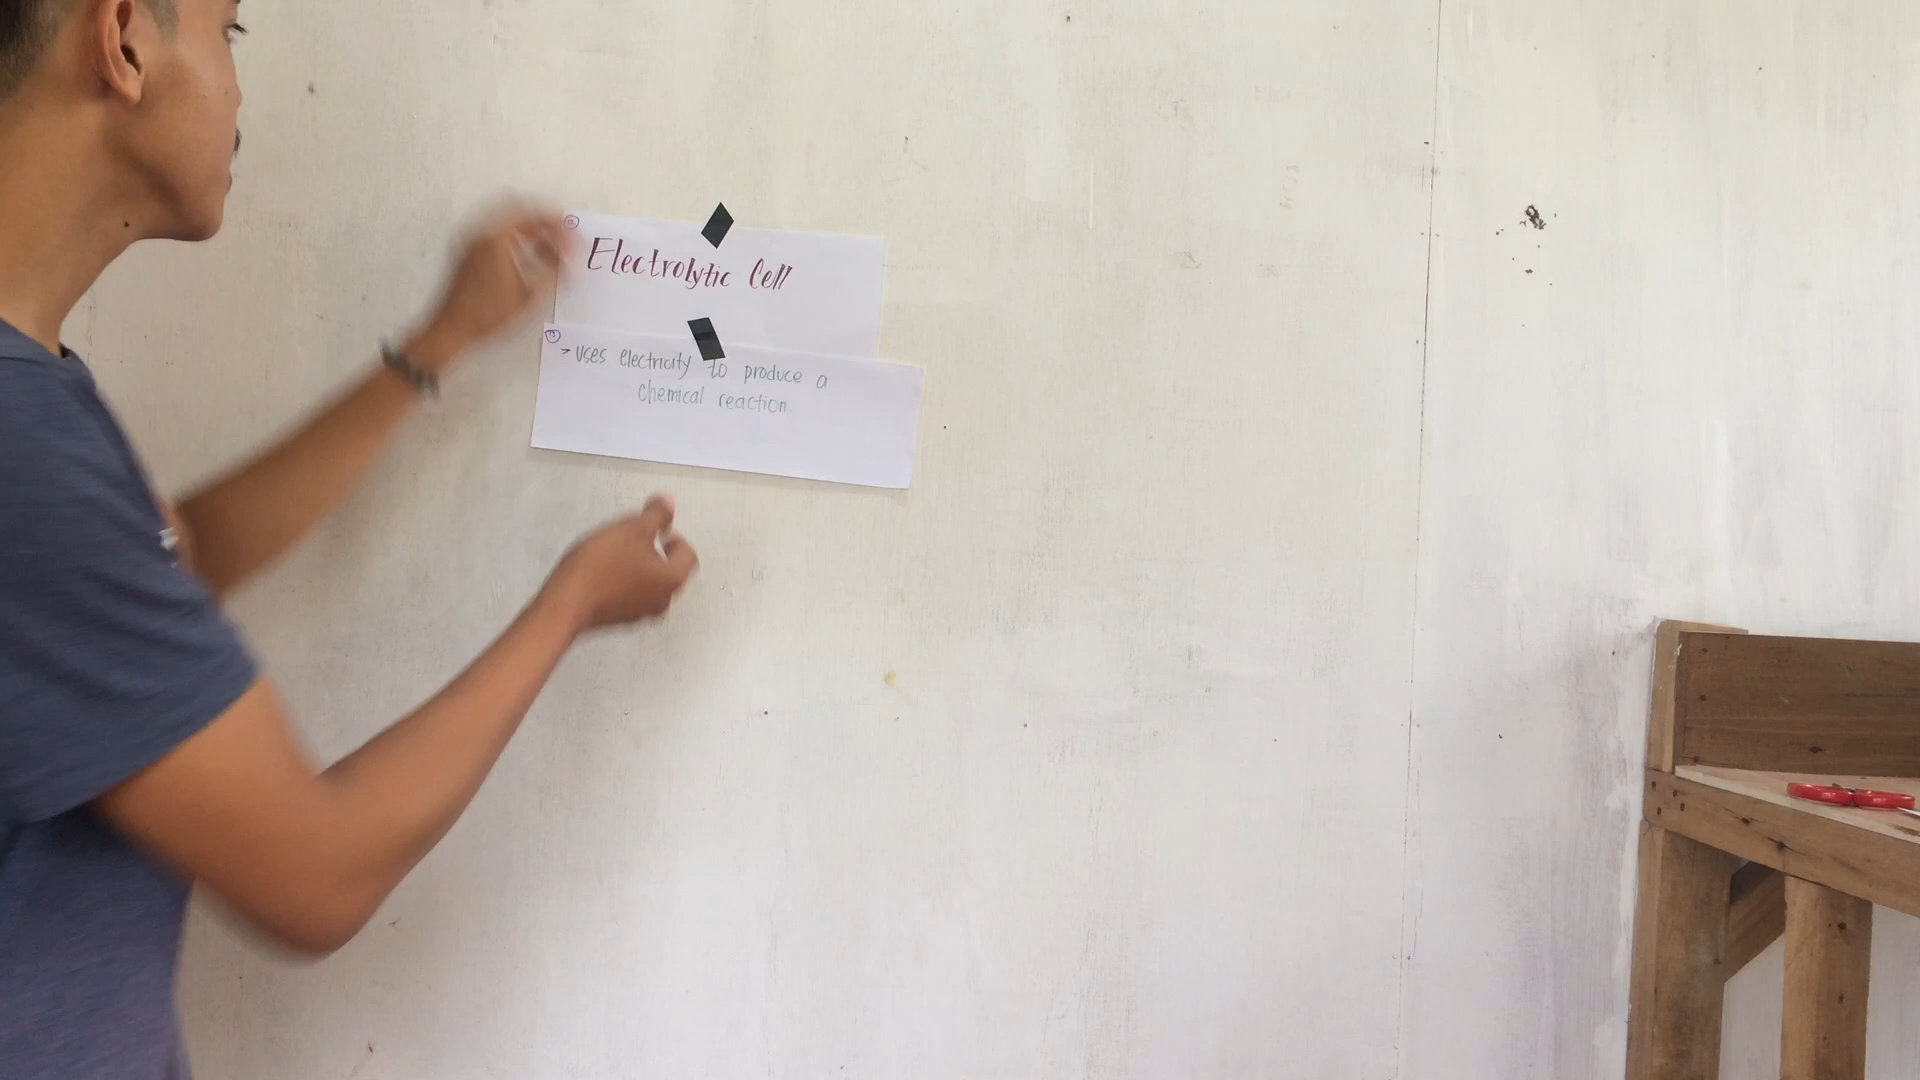 Electrolytic Cell
→ uses electricity to produce a
chemical reaction.